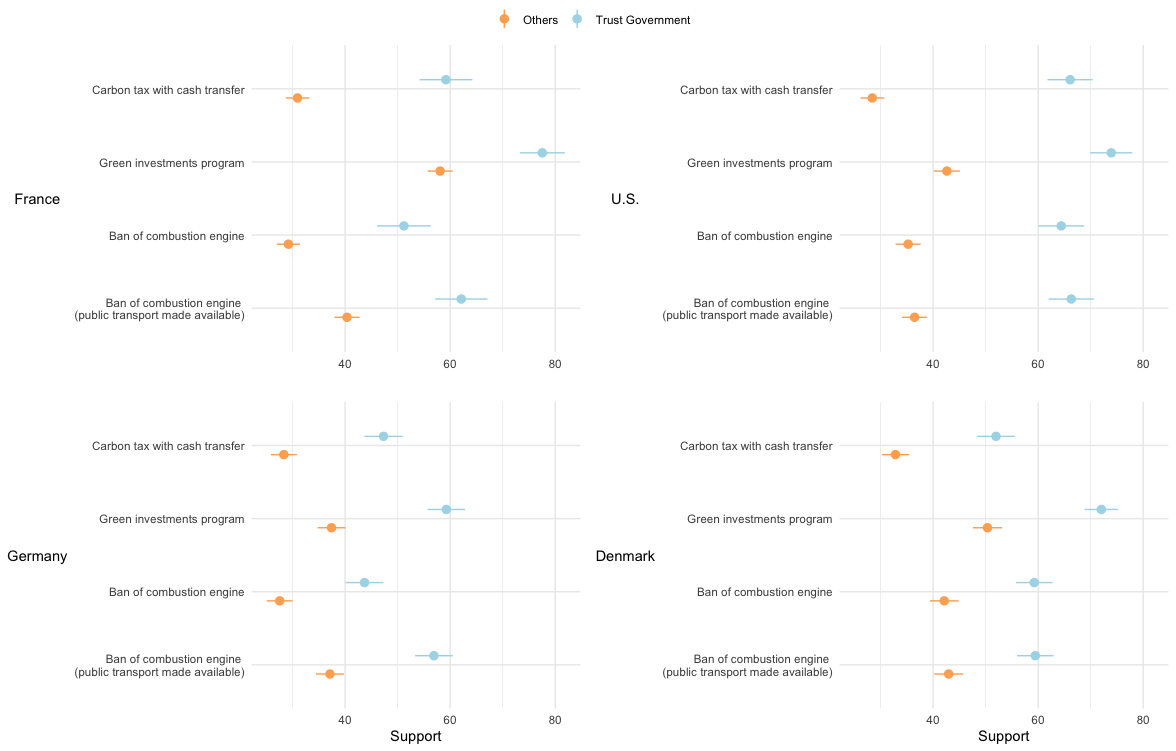 Others Trust Government
Carbon tax with cash transfer
Green investments program
France
Ban of combustion engine
Ban of combustion engine
(public transport made available)
40 60 80
Carbon tax with cash transfer
Green investments program
U.S.
Ban of combustion engine
Ban of combustion engine
(public transport made available)
40 60 80
Carbon tax with cash transfer
Green investments program
Germany
Ban of combustion engine
Ban of combustion engine
(public transport made available)
40 60 80
Support
Carbon tax with cash transfer
Green investments program
Denmark
Ban of combustion engine
Ban of combustion engine
(public transport made available)
40 60 80
Support